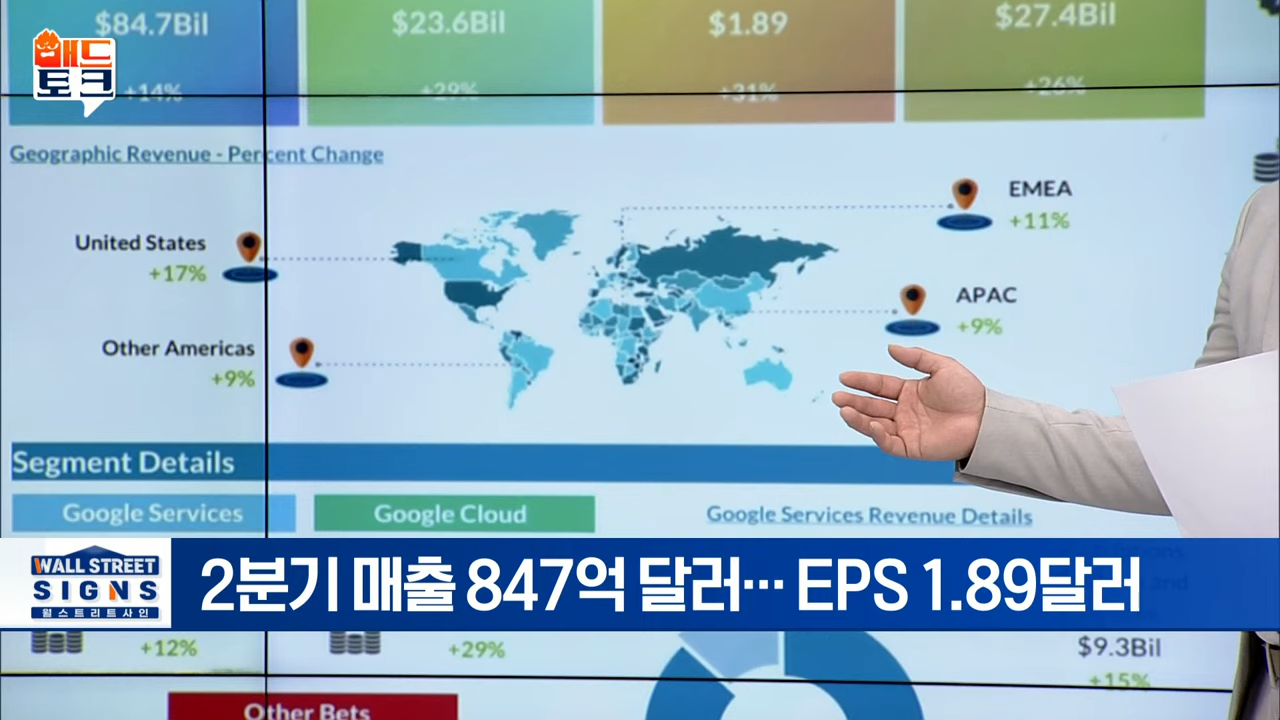 매드
토크
$84.7Bil
$23.6Bil
$1.89
$27.4Bil
+14%
+29%
+31%
+26%
Geographic Revenue - Percent Change
EMEA
+11%
United States
+17%
APAC
+9%
Other Americas
+9%
Segment Details
Google Services
Google Cloud
Google Services Revenue Details
WALL STREET
SIGNS
월스트리트사인
2분기 매출 847억 달러… EPS 1.89달러
+12%
+29%
$9.3Bil
+15%
Other Bets